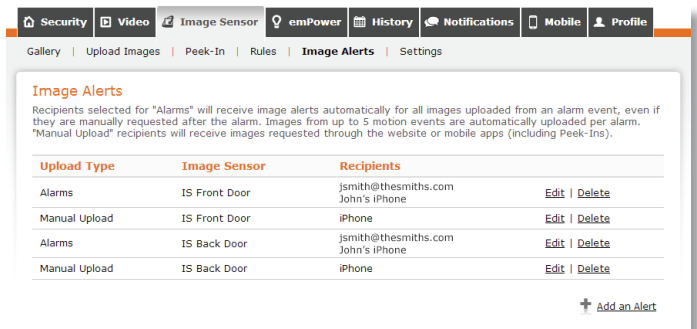 Security Video Image Sensor emPower History Notifications Mobile Profile
Gallery | Upload Images | Peek-In | Rules | Image Alerts | Settings
Image Alerts
Recipients selected for "Alarms" will receive image alerts automatically for all images uploaded from an alarm event, even if
they are manually requested after the alarm. Images from up to 5 motion events are automatically uploaded per alarm.
"Manual Upload" recipients will receive images requested through the website or mobile apps (including Peek-Ins).
Upload Type Image Sensor Recipients
Alarms IS Front Door jsmith@thesmiths.com
John's iPhone Edit | Delete
Manual Upload IS Front Door iPhone Edit | Delete
Alarms IS Back Door jsmith@thesmiths.com
John's iPhone Edit | Delete
Manual Upload IS Back Door iPhone Edit | Delete
Add an Alert